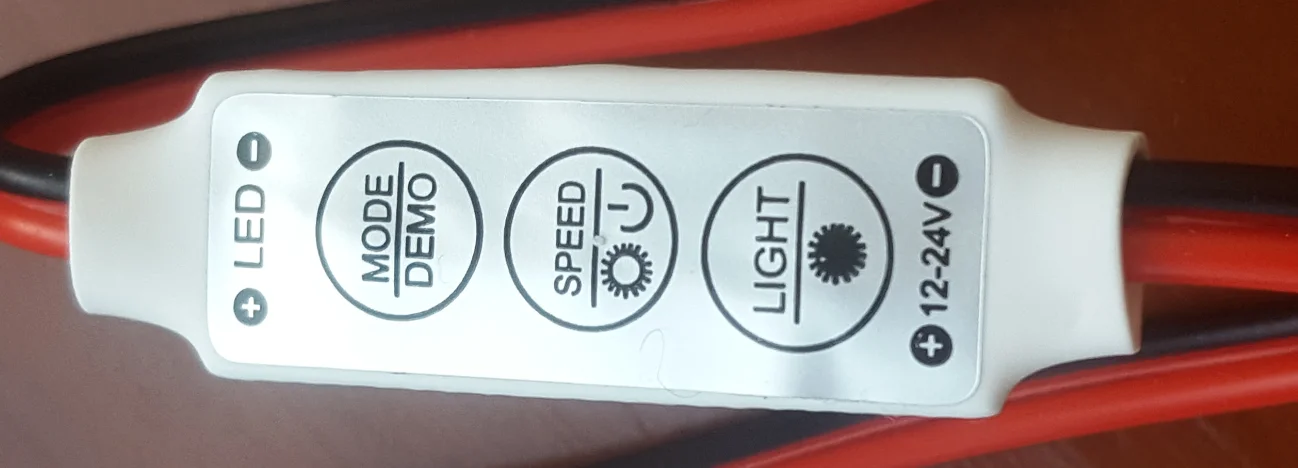 + LED -
MODE
DEMO
SPEED
LIGHT
+ 12-24V -